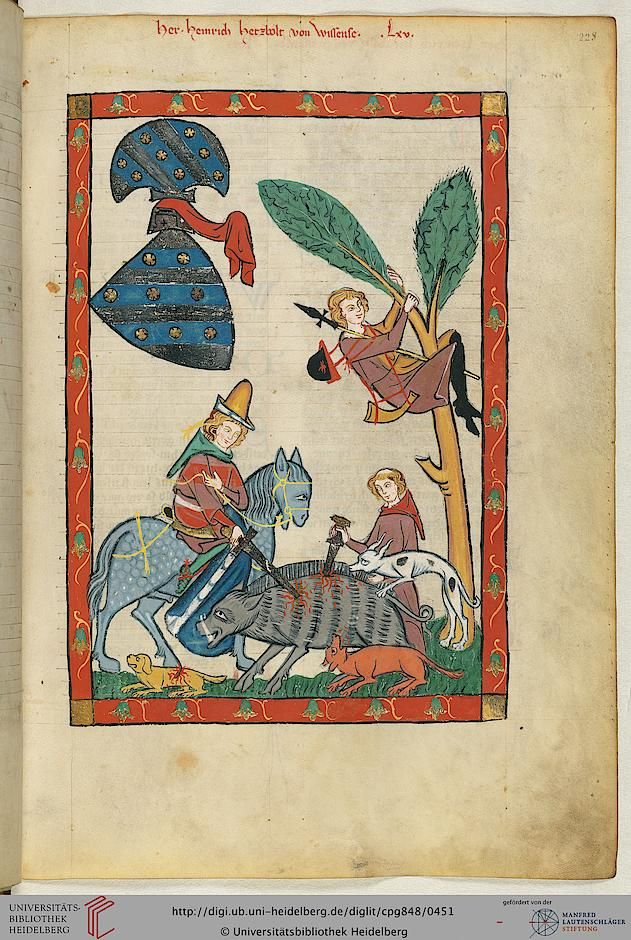 her. heinrich hetzbolt von Wissense. .Lxv.
228
UNIVERSITÄTS-
BIBLIOTHEK
HEIDELBERG
http://digi.ub.uni-heidelberg.de/diglit/cpg848/0451
© Universitätsbibliothek Heidelberg
gefördert von der
MANFRED
LAUTENSCHLÄGER
STIFTUNG